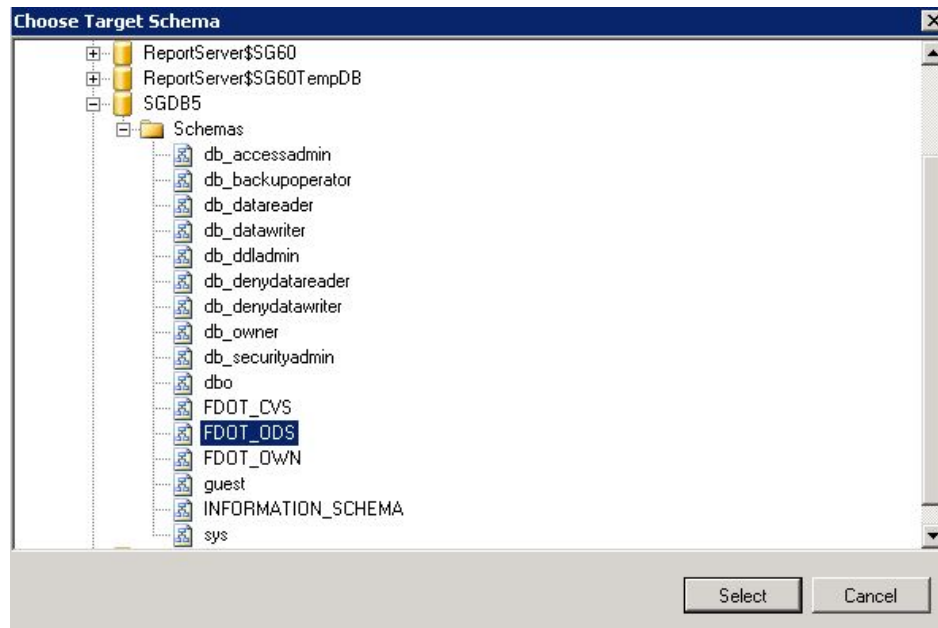 Choose Target Schema
ReportServer$SG60
ReportServer$SG60TempDB
SGDB5
Schemas
db_accessadmin
db_backupoperator
db_datareader
db_datawriter
db_ddladmin
db_denydatareader
db_denydatawriter
db_owner
db_securityadmin
dbo
FDOT_CVS
FDOT_ODS
FDOT_OWN
guest
INFORMATION_SCHEMA
sys
Select Cancel